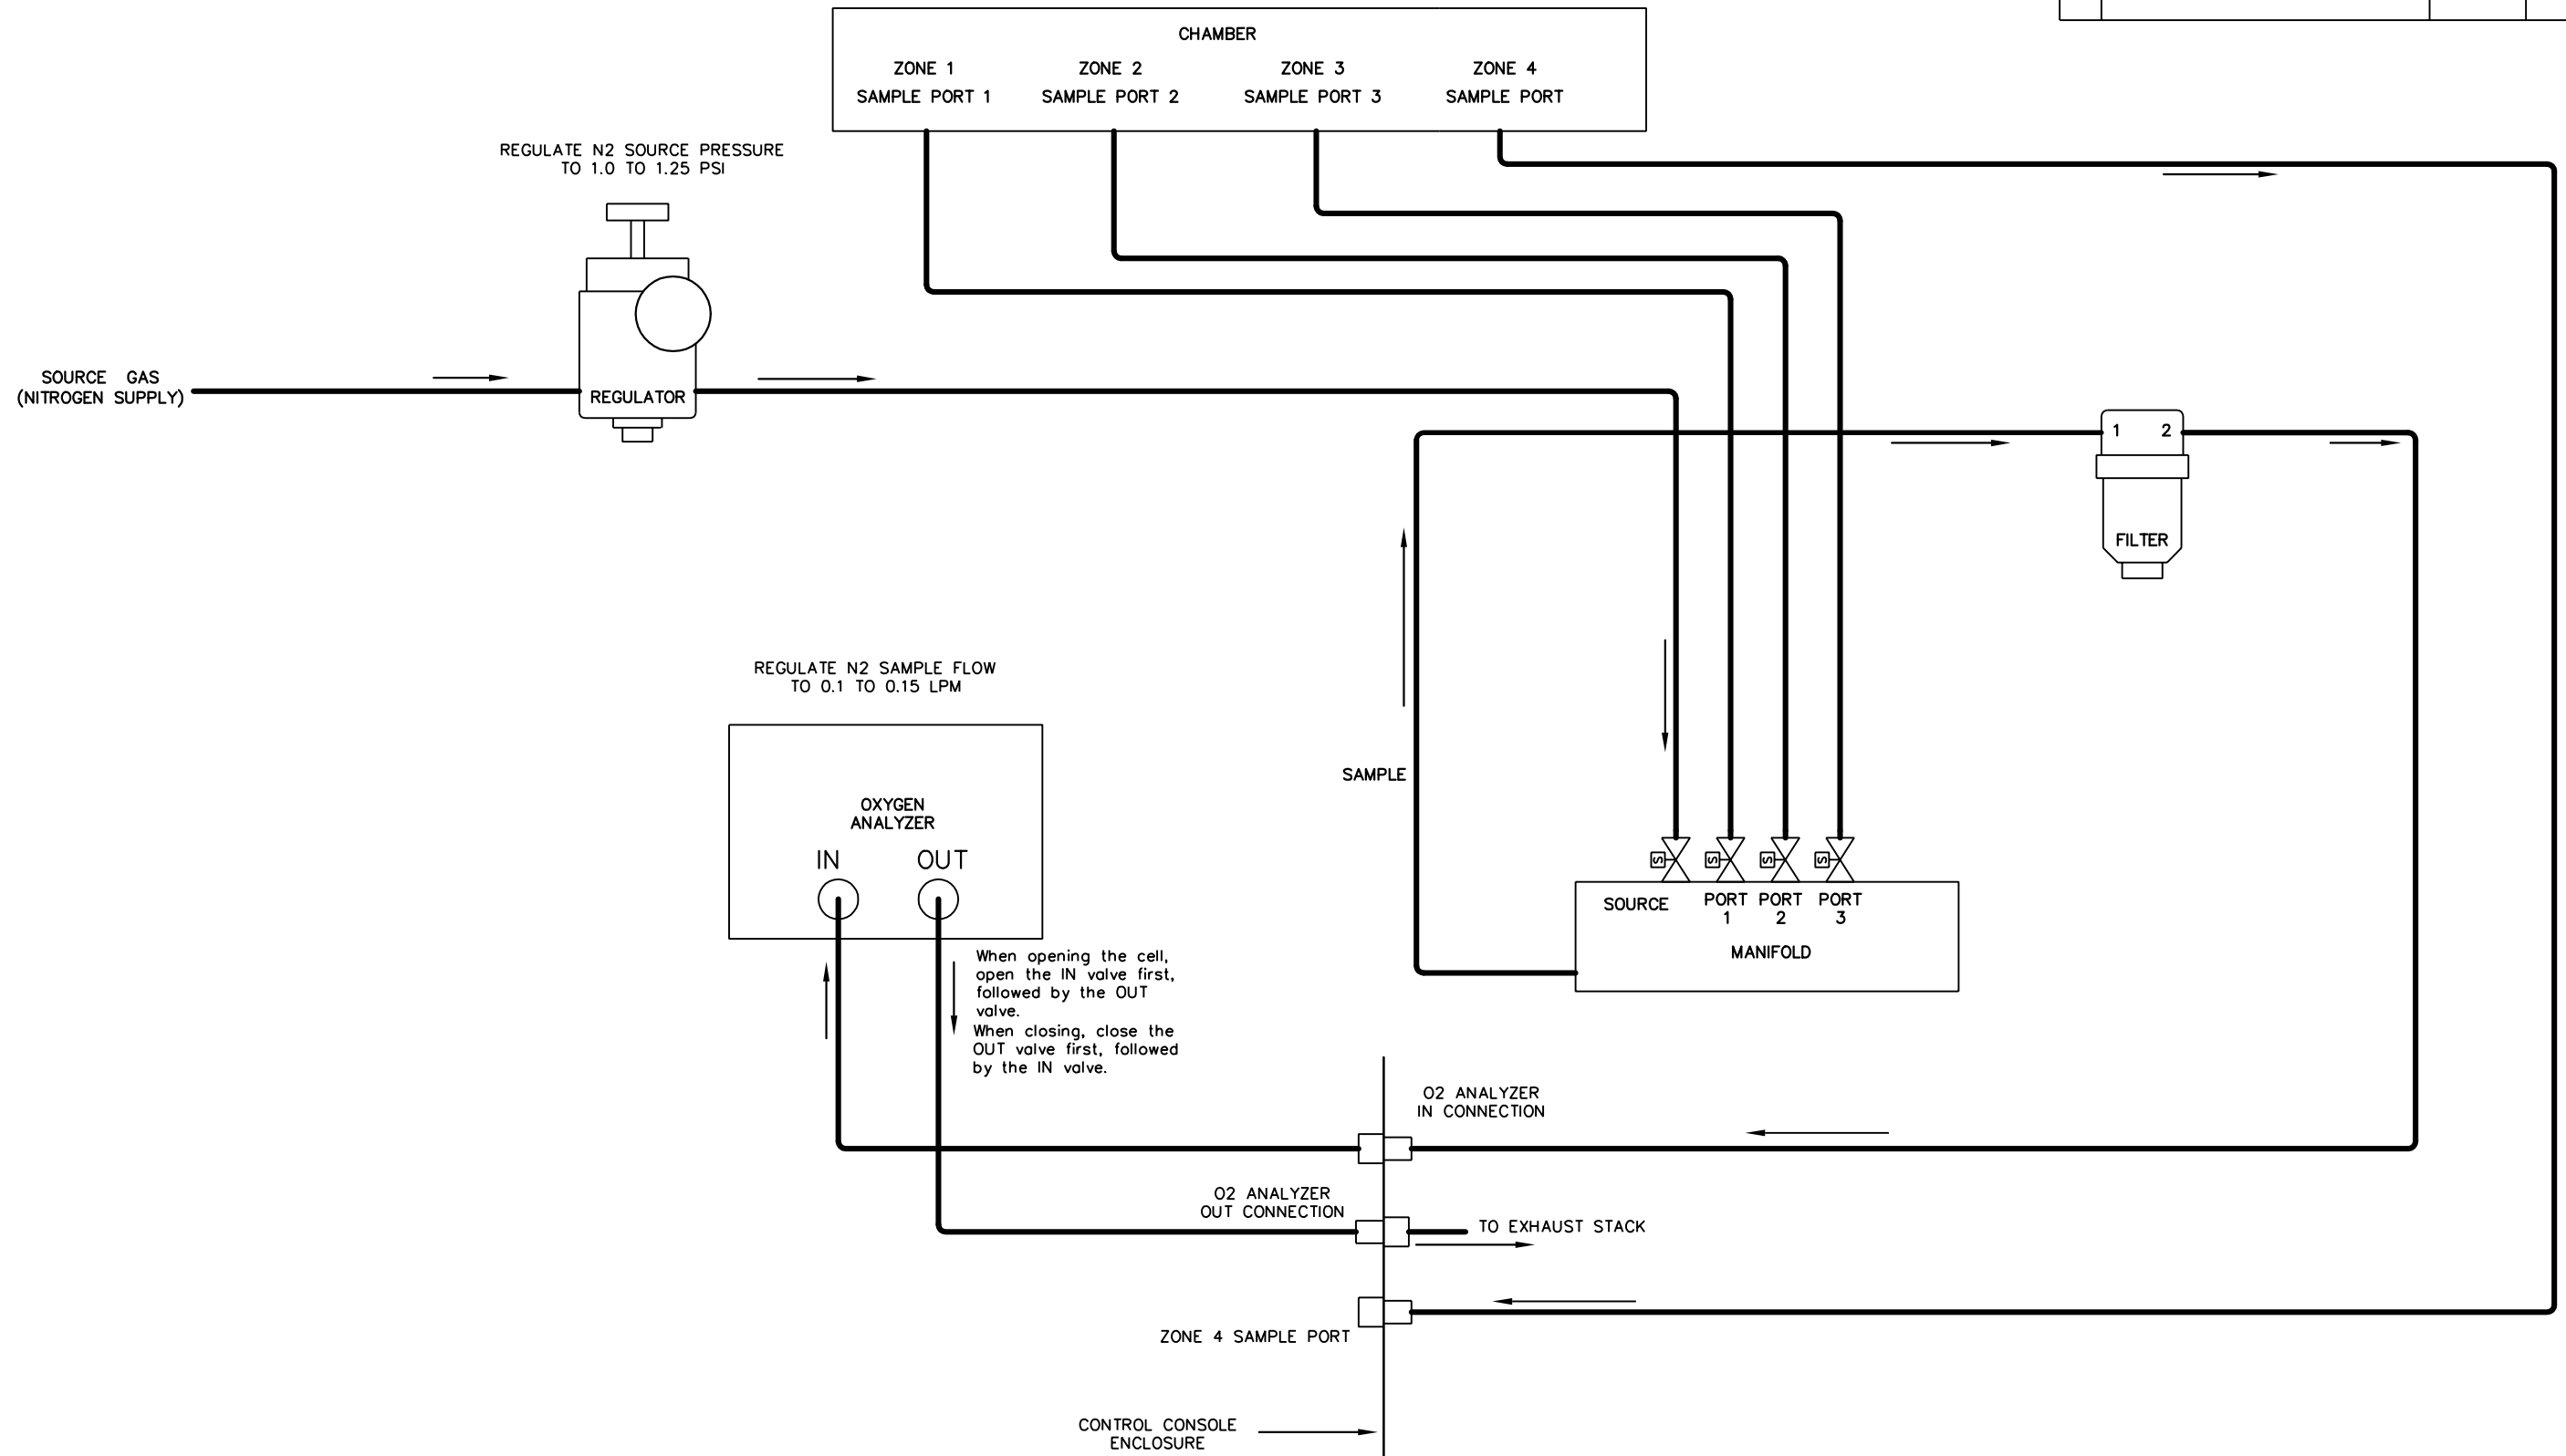 CHAMBER
ZONE 1
SAMPLE PORT 1
ZONE 2
SAMPLE PORT 2
ZONE 3
SAMPLE PORT 3
ZONE 4
SAMPLE PORT
REGULATE N2 SOURCE PRESSURE
TO 1.0 TO 1.25 PSI
SOURCE GAS
(NITROGEN SUPPLY)
REGULATOR
1 2
FILTER
REGULATE N2 SAMPLE FLOW
TO 0.1 TO 0.15 LPM
SAMPLE
OXYGEN
ANALYZER
IN OUT
S S S S
SOURCE
PORT
1
PORT
2
PORT
3
MANIFOLD
When opening the cell,
open the IN valve first,
followed by the OUT
valve.
When closing, close the
OUT valve first, followed
by the IN valve.
O2 ANALYZER
IN CONNECTION
O2 ANALYZER
OUT CONNECTION
TO EXHAUST STACK
ZONE 4 SAMPLE PORT
CONTROL CONSOLE
ENCLOSURE